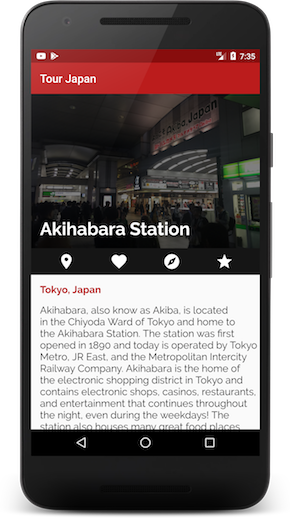 7:35
Tour Japan
Akihabara Station
Tokyo, Japan
Akihabara, also know as Akiba, is located
in the Chiyoda Ward of Tokyo and home to
the Akihabara Station. The station was first
opened in 1890 and today is operated by Tokyo
Metro, JR East, and the Metropolitan Intercity
Railway Company. Akihabara is the home of
the electronic shopping district in Tokyo and
contains electronic shops, casinos, restaurants,
and entertainment that continues throughout
the night, even during the weekdays! The
station also houses many great food places